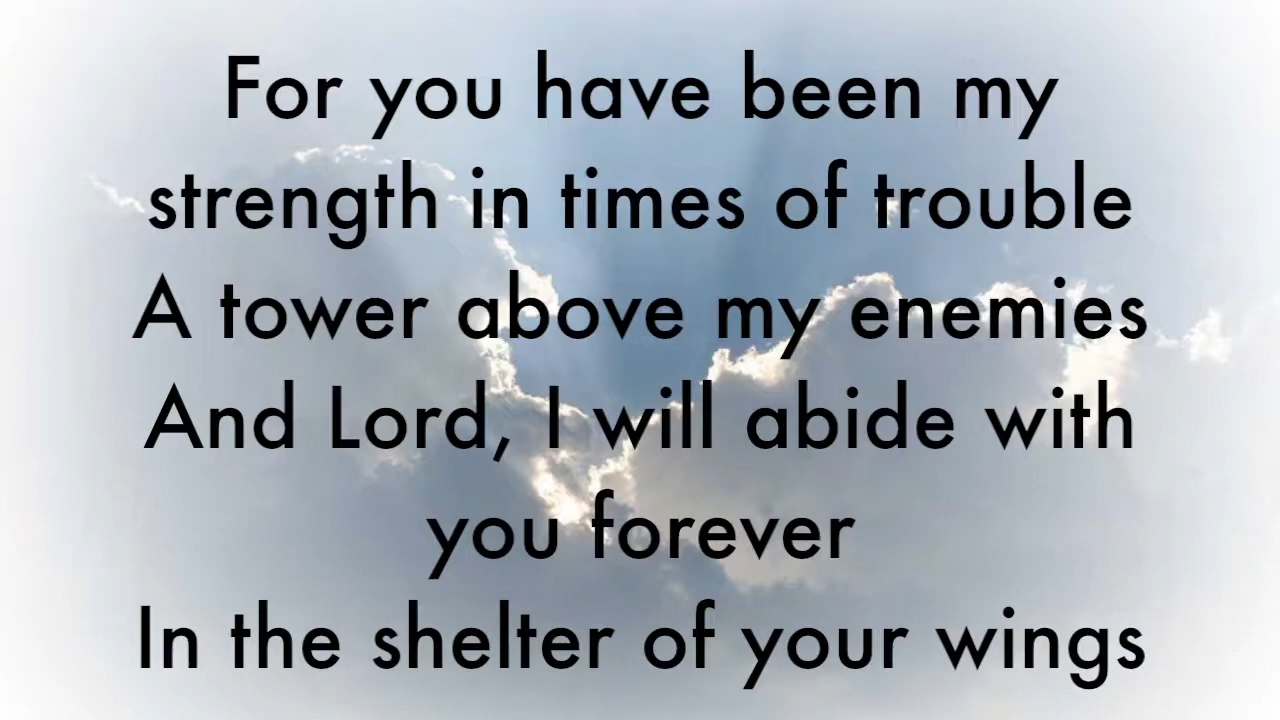 For you have been my
strength in times of trouble
A tower above my enemies
And Lord, I will abide with
you forever
In the shelter of your wings